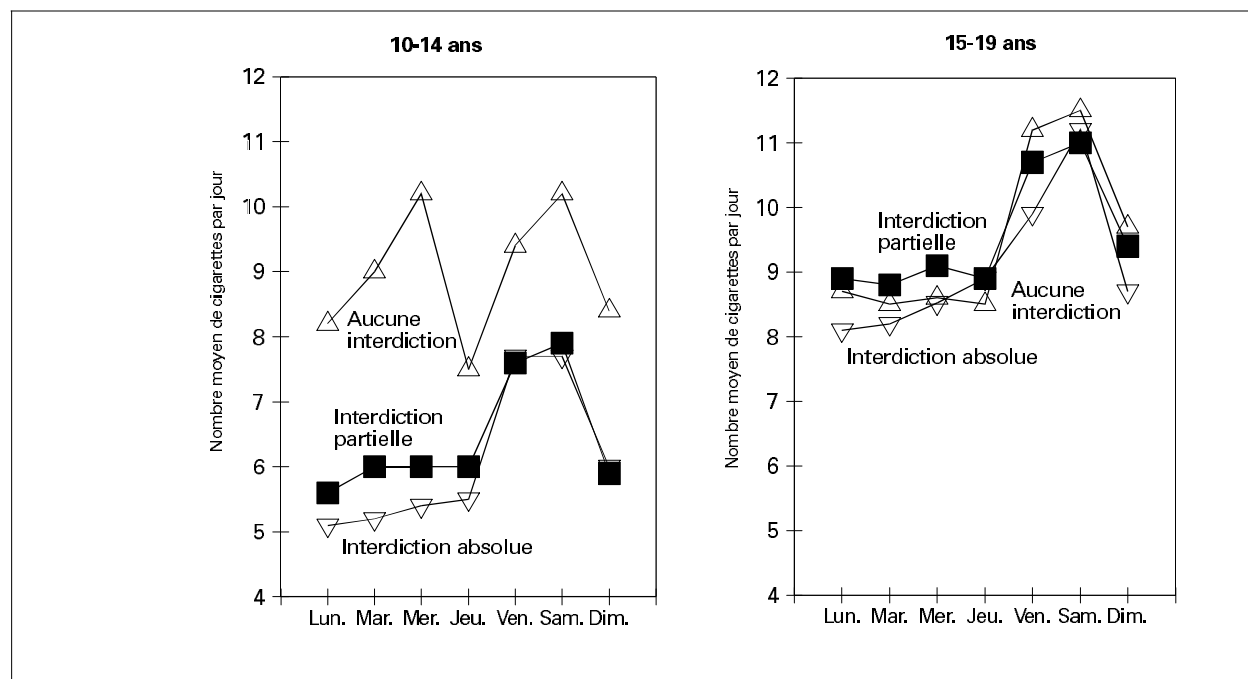 10-14 ans
Nombre moyen de cigarettes par jour
12
11
10
9
8
7
6
5
4
Aucune
interdiction
Interdiction
partielle
Interdiction absolue
Lun. Mar. Mer. Jeu. Ven. Sam. Dim.
15-19 ans
Nombre moyen de cigarettes par jour
12
11
10
9
8
7
6
5
4
Interdiction
partielle
Aucune
interdiction
Interdiction absolue
Lun. Mar. Mer. Jeu. Ven. Sam. Dim.